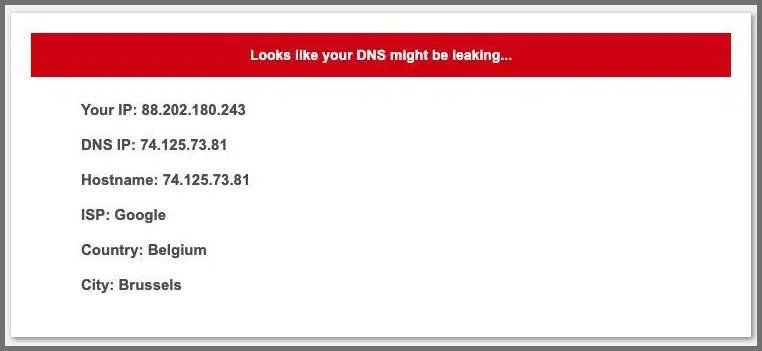 Looks like your DNS might be leaking...
Your IP: 88.202.180.243
DNS IP: 74.125.73.81
Hostname: 74.125.73.81
ISP: Google
Country: Belgium
City: Brussels